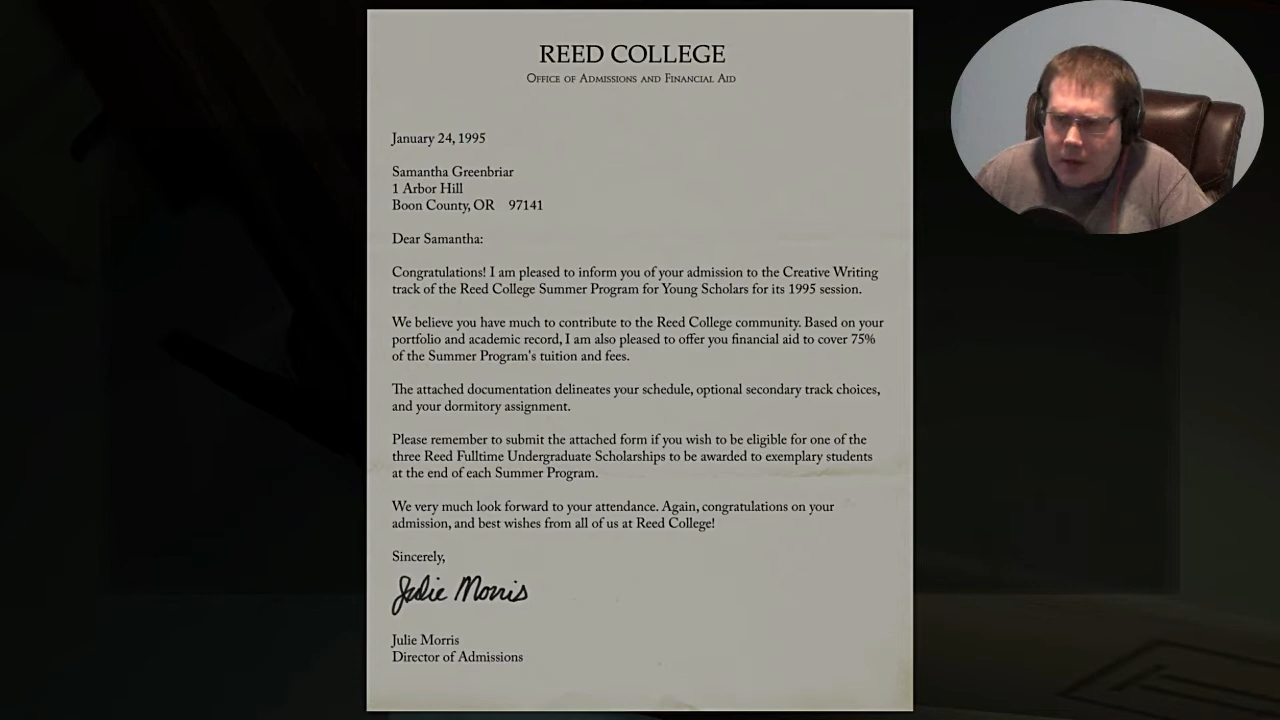 REED COLLEGE
Office of Admissions and Financial Aid
January 24, 1995
Samantha Greenbriar
1 Arbor Hill
Boon County, OR 97141
Dear Samantha:
Congratulations! I am pleased to inform you of your admission to the Creative Writing
track of the Reed College Summer Program for Young Scholars for its 1995 session.
We believe you have much to contribute to the Reed College community. Based on your
portfolio and academic record, I am also pleased to offer you financial aid to cover 75%
of the Summer Program's tuition and fees.
The attached documentation delineates your schedule, optional secondary track choices,
and your dormitory assignment.
Please remember to submit the attached form if you wish to be eligible for one of the
three Reed Fulltime Undergraduate Scholarships to be awarded to exemplary students
at the end of each Summer Program.
We very much look forward to your attendance. Again, congratulations on your
admission, and best wishes from all of us at Reed College!
Sincerely,
Julie Morris
Julie Morris
Director of Admissions